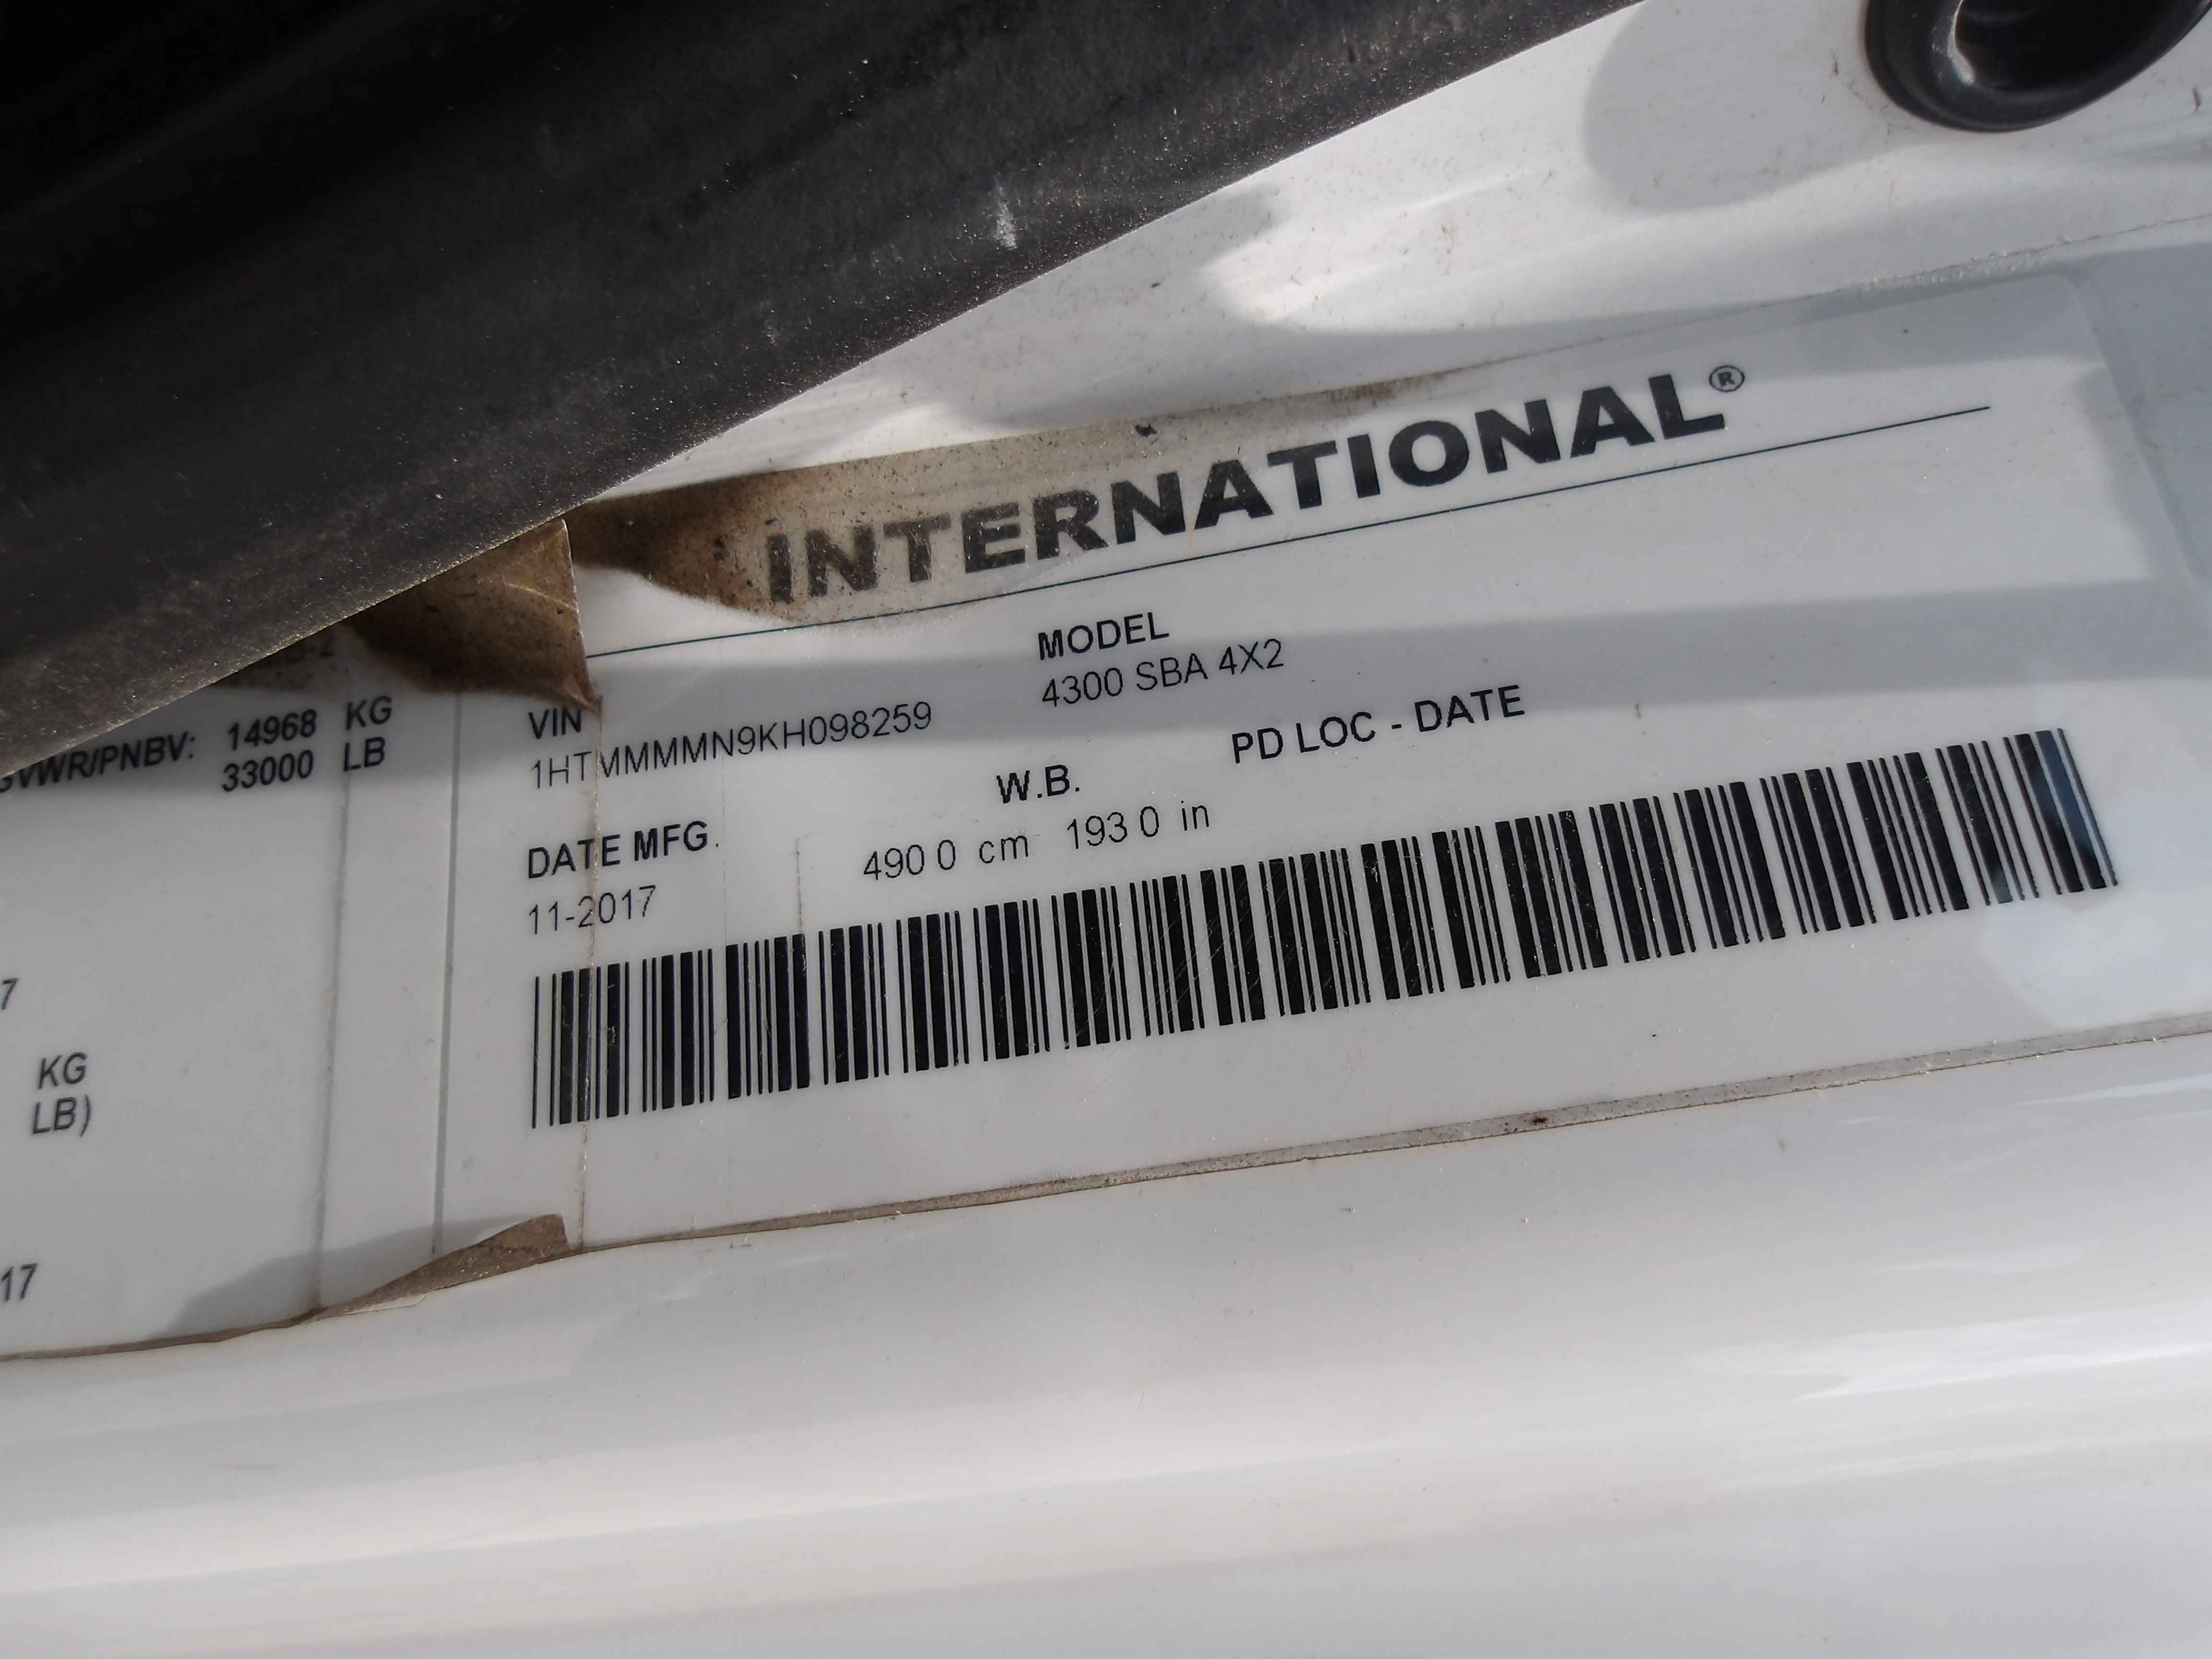 INTERNATIONAL®
MODEL
4300 SBA 4X2
VIN
1HTMMMMN9KH098259
PD LOC - DATE
W.B.
490 0 cm 193 0 in
DATE MFG.
11-2017
GVWR/PNBV: 14968 KG
33000 LB
7
KG
LB)
17